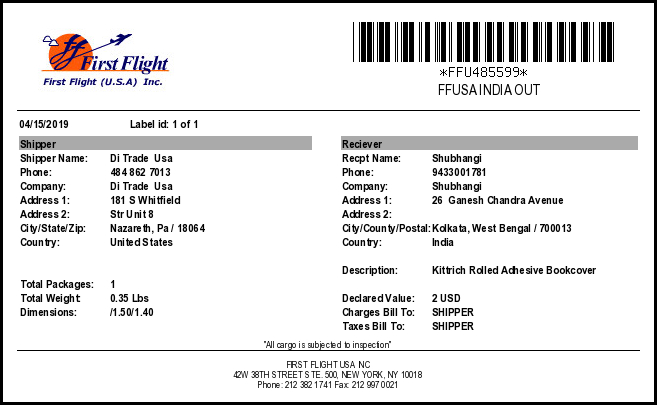 First Flight
First Flight (U.S.A) Inc.
*FFU485599*
FFUSA INDIA OUT
04/15/2019 Label id: 1 of 1
Shipper
Shipper Name: Di Trade Usa
Phone: 484 862 7013
Company: Di Trade Usa
Address 1: 181 S Whitfield
Address 2: Str Unit 8
City/State/Zip: Nazareth, Pa / 18064
Country: United States
Total Packages: 1
Total Weight: 0.35 Lbs
Dimensions: /1.50/1.40
Reciever
Recpt Name: Shubhangi
Phone: 9433001781
Company: Shubhangi
Address 1: 26 Ganesh Chandra Avenue
Address 2:
City/County/Postal: Kolkata, West Bengal / 700013
Country: India
Description: Kittrich Rolled Adhesive Bookcover
Declared Value: 2 USD
Charges Bill To: SHIPPER
Taxes Bill To: SHIPPER
"All cargo is subjected to inspection"
FIRST FLIGHT USA INC
42W 38TH STREET STE. 500, NEW YORK, NY 10018
Phone: 212 382 1741 Fax: 212 997 0021